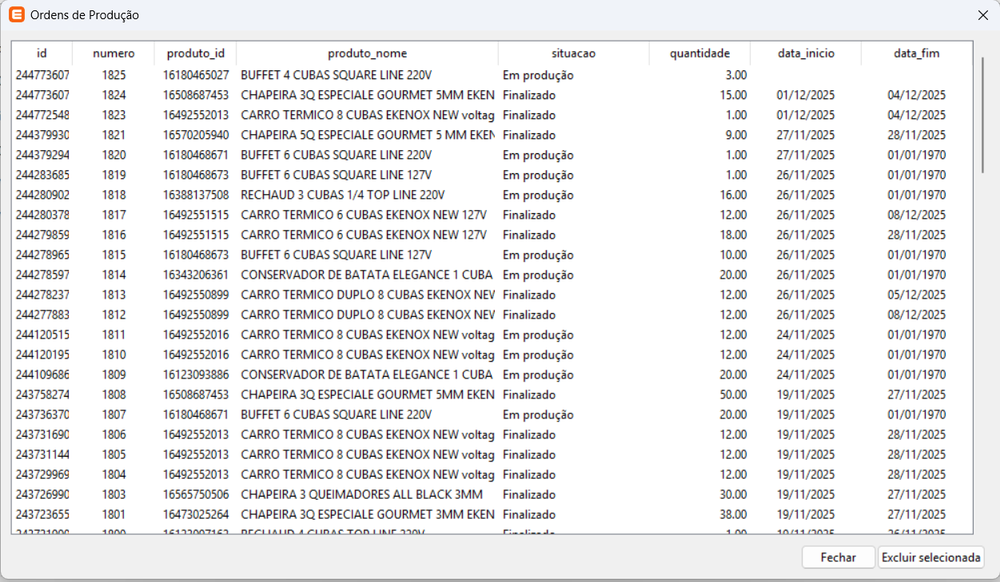 Ordens de Produção
id numero produto_id produto_nome situacao quantidade data_inicio data_fim
244773607 1825 16180465027 BUFFET 4 CUBAS SQUARE LINE 220V Em produção 3.00
244773607 1824 16508687453 CHAPEIRA 3Q ESPECIALE GOURMET 5MM EKEN Finalizado 15.00 01/12/2025 04/12/2025
244772548 1823 16492552013 CARRO TERMICO 8 CUBAS EKENOX NEW voltag Finalizado 1.00 01/12/2025 04/12/2025
244379930 1821 16570205940 CHAPEIRA 5Q ESPECIALE GOURMET 5 MM EKEN Finalizado 9.00 27/11/2025 28/11/2025
244379294 1820 16180468671 BUFFET 6 CUBAS SQUARE LINE 220V Em produção 1.00 27/11/2025 01/01/1970
244283685 1819 16180468673 BUFFET 6 CUBAS SQUARE LINE 127V Em produção 1.00 26/11/2025 01/01/1970
244280902 1818 16388137508 RECHAUD 3 CUBAS 1/4 TOP LINE 220V Em produção 16.00 26/11/2025 01/01/1970
244280378 1817 16492551515 CARRO TERMICO 6 CUBAS EKENOX NEW 127V Finalizado 12.00 26/11/2025 08/12/2025
244279859 1816 16492551515 CARRO TERMICO 6 CUBAS EKENOX NEW 127V Finalizado 18.00 26/11/2025 28/11/2025
244278965 1815 16180468673 BUFFET 6 CUBAS SQUARE LINE 127V Em produção 10.00 26/11/2025 01/01/1970
244278597 1814 16343206361 CONSERVADOR DE BATATA ELEGANCE 1 CUBA Em produção 20.00 26/11/2025 01/01/1970
244278237 1813 16492550899 CARRO TERMICO DUPLO 8 CUBAS EKENOX NEW Finalizado 12.00 26/11/2025 05/12/2025
244277883 1812 16492550899 CARRO TERMICO DUPLO 8 CUBAS EKENOX NEW Finalizado 12.00 26/11/2025 08/12/2025
244120515 1811 16492552016 CARRO TERMICO 8 CUBAS EKENOX NEW voltag Em produção 12.00 24/11/2025 01/01/1970
244120195 1810 16492552016 CARRO TERMICO 8 CUBAS EKENOX NEW voltag Em produção 12.00 24/11/2025 01/01/1970
244109686 1809 16123093886 CONSERVADOR DE BATATA ELEGANCE 1 CUBA Em produção 20.00 24/11/2025 01/01/1970
243758274 1808 16508687453 CHAPEIRA 3Q ESPECIALE GOURMET 5MM EKEN Finalizado 50.00 19/11/2025 27/11/2025
243736370 1807 16180468671 BUFFET 6 CUBAS SQUARE LINE 220V Em produção 20.00 19/11/2025 01/01/1970
243731690 1806 16492552013 CARRO TERMICO 8 CUBAS EKENOX NEW voltag Finalizado 12.00 19/11/2025 28/11/2025
243731144 1805 16492552013 CARRO TERMICO 8 CUBAS EKENOX NEW voltag Finalizado 12.00 19/11/2025 28/11/2025
243729969 1804 16492552013 CARRO TERMICO 8 CUBAS EKENOX NEW voltag Finalizado 12.00 19/11/2025 28/11/2025
243726990 1803 16565750506 CHAPEIRA 3 QUEIMADORES ALL BLACK 3MM Finalizado 30.00 19/11/2025 27/11/2025
243723655 1801 16473025264 CHAPEIRA 3Q ESPECIALE GOURMET 3MM EKEN Finalizado 38.00 19/11/2025 27/11/2025
1800 RECHAUD 4 CUBAS TOP LINE 220V Finalizado 1.00 19/11/2025 26/11/2025
Fechar Excluir selecionada